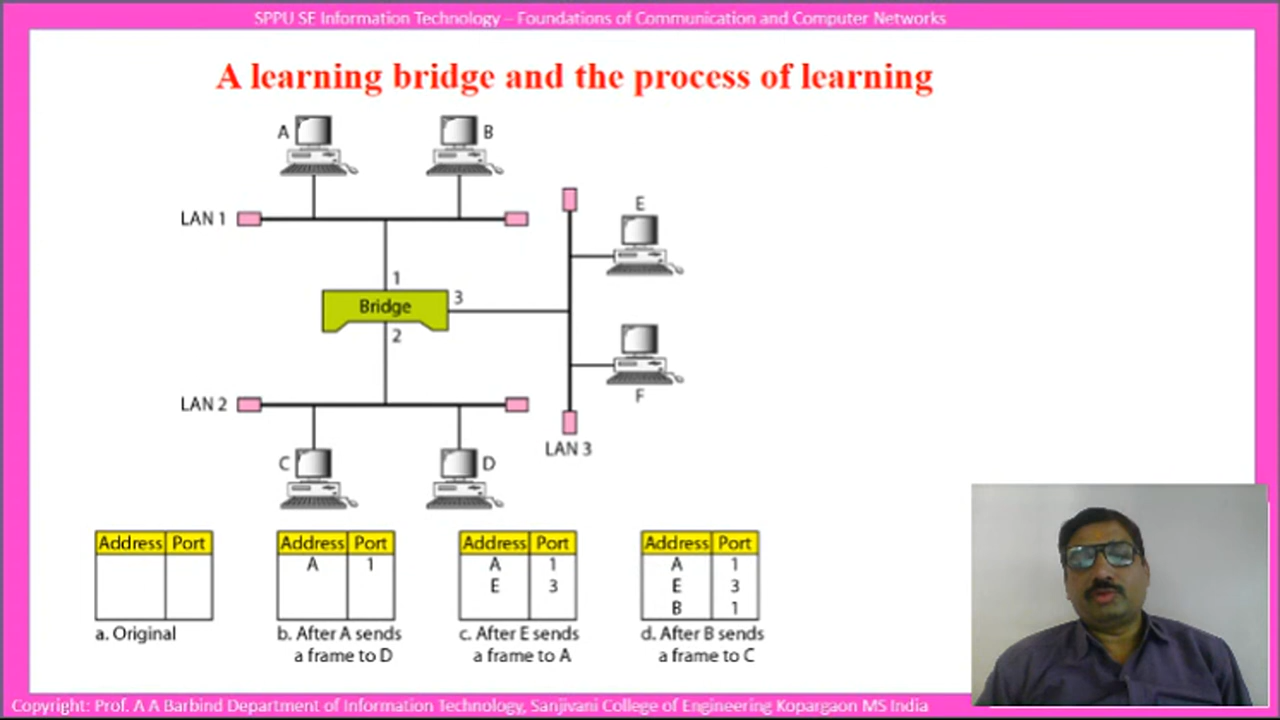 SPPU SE Information Technology – Foundations of Communication and Computer Networks
A learning bridge and the process of learning
A
B
LAN 1
E
1
Bridge
3
2
F
LAN 2
LAN 3
C
D
Address Port
a. Original
Address Port
A 1
b. After A sends
a frame to D
Address Port
A 1
E 3
c. After E sends
a frame to A
Address Port
A 1
E 3
B 1
d. After B sends
a frame to C
Copyright: Prof. A A Barbind Department of Information Technology, Sanjivani College of Engineering Kopargaon MS India